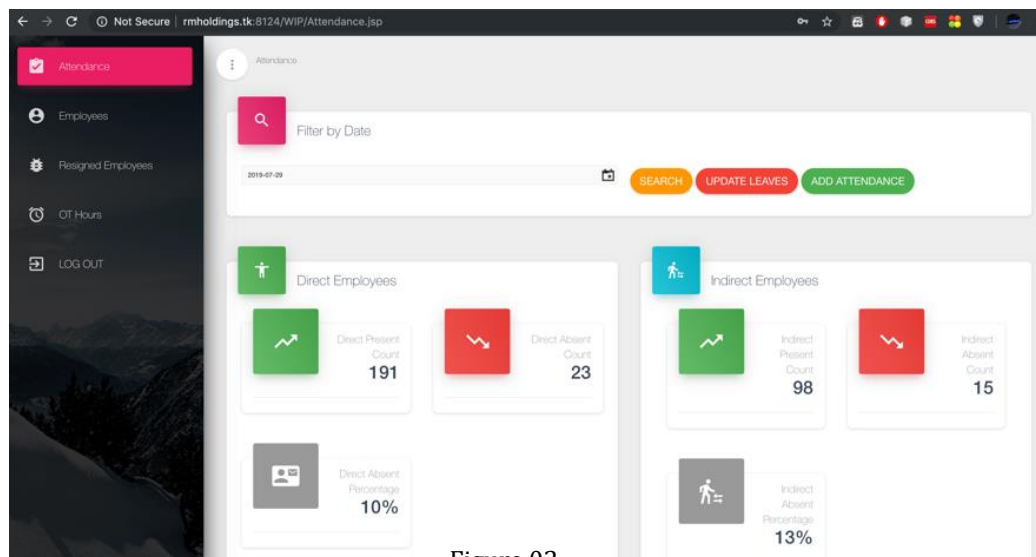 Not Secure | rmholdings.tk:8124/WIP/Attendance.jsp
Attendance
Employees
Resigned Employees
OT Hours
LOG OUT
Attendance
Filter by Date
2019-07-29
SEARCH
UPDATE LEAVES
ADD ATTENDANCE
Direct Employees
Direct Present
Count
191
Direct Absent
Count
23
Direct Absent
Percentage
10%
Indirect Employees
Indirect
Present
Count
98
Indirect
Absent
Count
15
Indirect
Absent
Percentage
13%